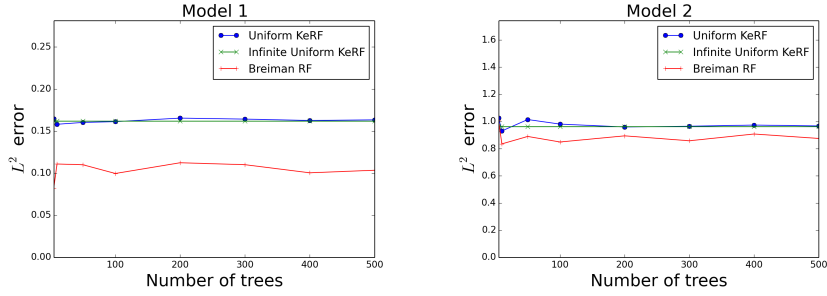 Model 1
Uniform KeRF
Infinite Uniform KeRF
Breiman RF
0.25
0.20
0.15
0.10
0.05
0.00
L² error
100
200
300
400
500
Number of trees
Model 2
Uniform KeRF
Infinite Uniform KeRF
Breiman RF
1.6
1.4
1.2
1.0
0.8
0.6
0.4
0.2
0.0
L² error
100
200
300
400
500
Number of trees